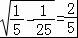 √(1/5 − 1/25) = 2/5